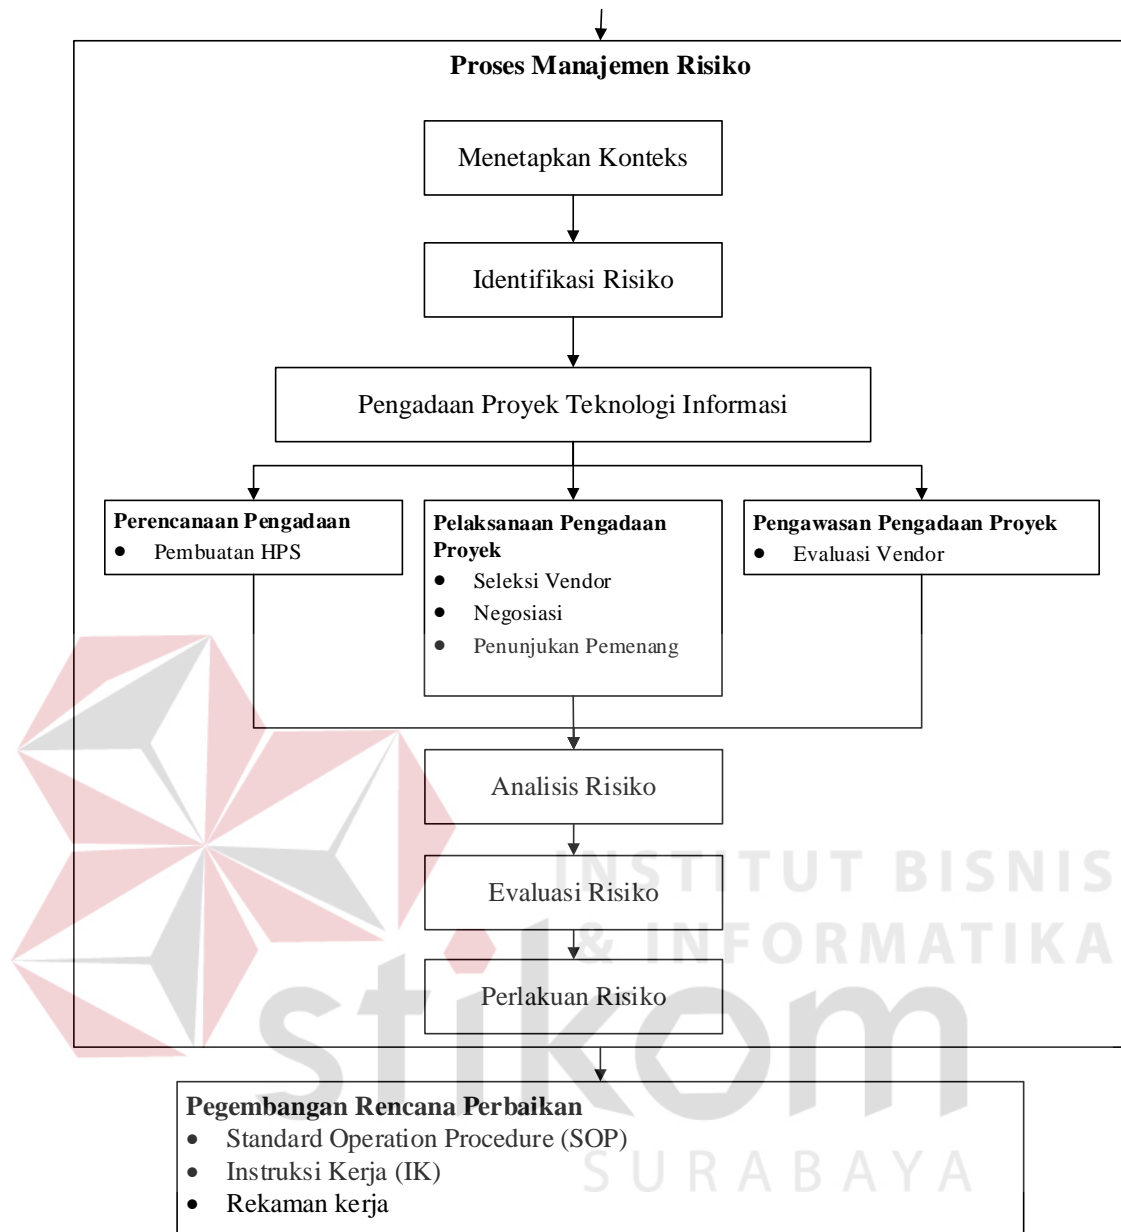 Proses Manajemen Risiko
Menetapkan Konteks
Identifikasi Risiko
Pengadaan Proyek Teknologi Informasi
Perencanaan Pengadaan
• Pembuatan HPS
Pelaksanaan Pengadaan
Proyek
• Seleksi Vendor
• Negosiasi
• Penunjukan Pemenang
Pengawasan Pengadaan Proyek
• Evaluasi Vendor
Analisis Risiko
Evaluasi Risiko
Perlakuan Risiko
INSTITUT BISNIS
& INFORMATIKA
stikom
SURABAYA
Pegembangan Rencana Perbaikan
• Standard Operation Procedure (SOP)
• Instruksi Kerja (IK)
• Rekaman kerja